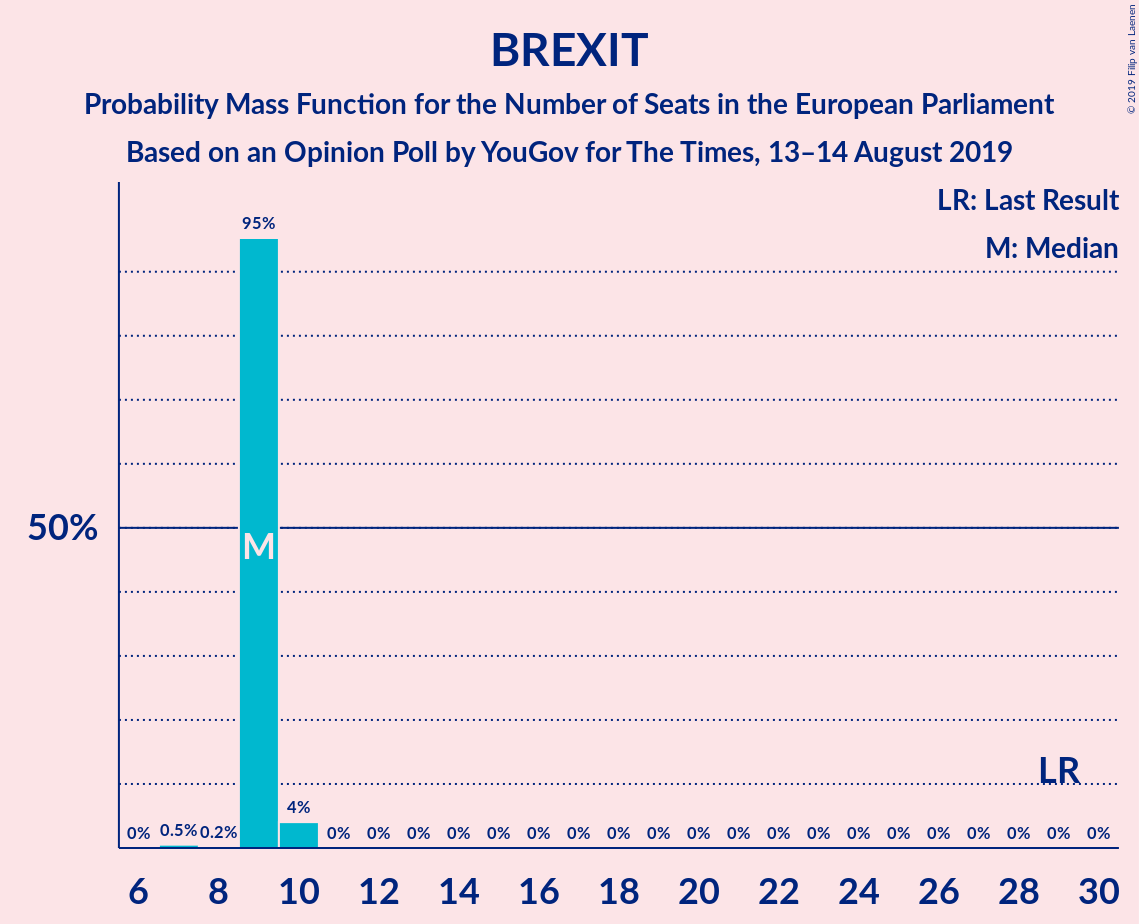 BREXIT
Probability Mass Function for the Number of Seats in the European Parliament
Based on an Opinion Poll by YouGov for The Times, 13–14 August 2019
© 2019 Filip van Laenen
LR: Last Result
M: Median
95%
50%
M
LR
0% 0.5% 0.2% 4% 0% 0% 0% 0% 0% 0% 0% 0% 0% 0% 0% 0% 0% 0% 0% 0% 0% 0% 0% 0%
6 8 10 12 14 16 18 20 22 24 26 28 30